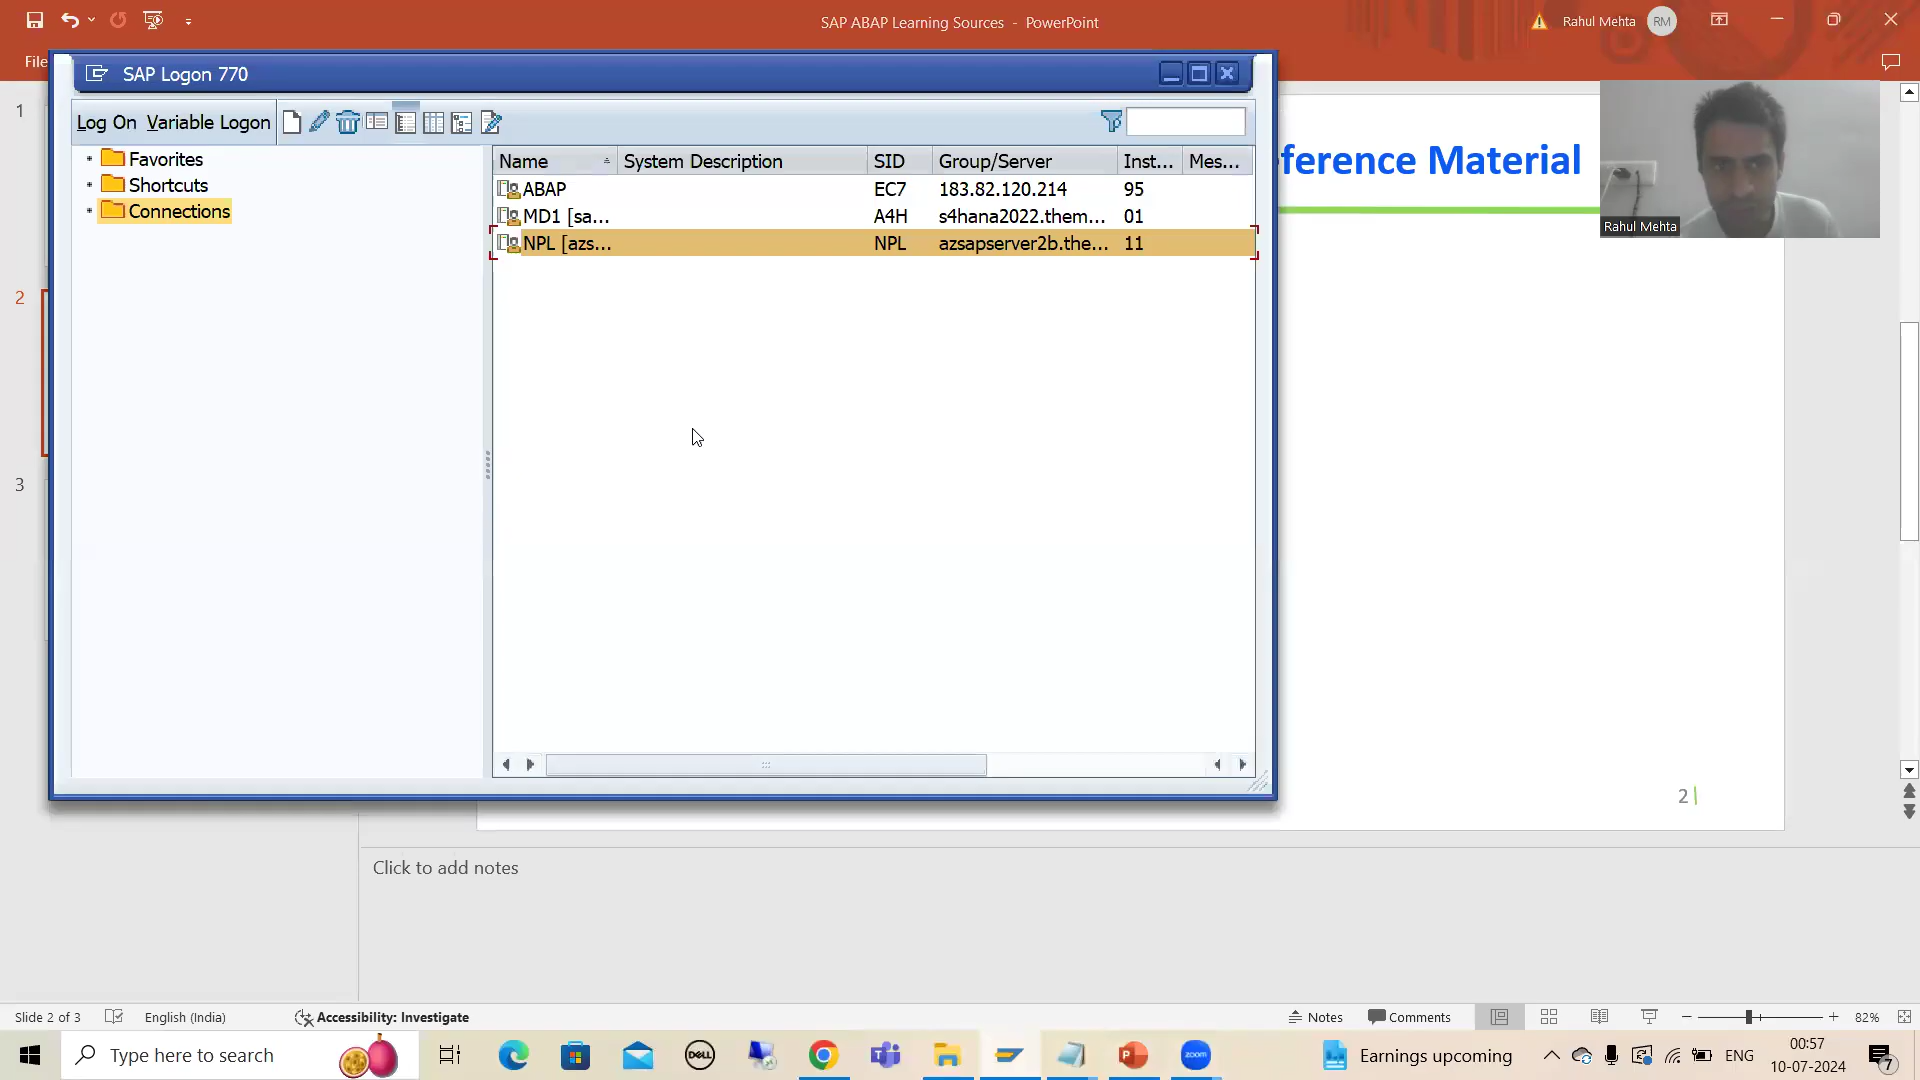 SAP ABAP Learning Sources - PowerPoint
Rahul Mehta
RM
File
SAP Logon 770
Log On Variable Logon
Favorites
Shortcuts
Connections
Name System Description SID Group/Server Inst... Mes...
ABAP EC7 183.82.120.214 95
MD1 [sa... A4H s4hana2022.them... 01
NPL [azs... NPL azsapserver2b.the... 11
ference Material
Rahul Mehta
1
2
3
2
Click to add notes
Slide 2 of 3 English (India) Accessibility: Investigate Notes Comments 82%
Type here to search
DELL
zoom
Earnings upcoming
ENG
00:57
10-07-2024
7